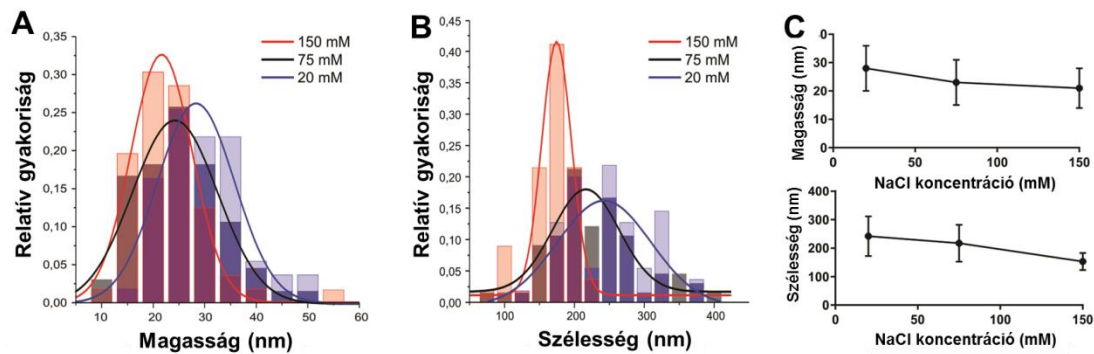 A
Relatív gyakoriság
0,35
0,30
0,25
0,20
0,15
0,10
0,05
0,00
150 mM
75 mM
20 mM
10 20 30 40 50 60
Magasság (nm)
B
Relatív gyakoriság
0,45
0,40
0,35
0,30
0,25
0,20
0,15
0,10
0,05
0,00
150 mM
75 mM
20 mM
100 200 300 400
Szélesség (nm)
C
Magasság (nm)
0
30
20
10
0
0 50 100 150
NaCl koncentráció (mM)
Szélesség (nm)
400
300
200
100
0
0 50 100 150
NaCl koncentráció (mM)